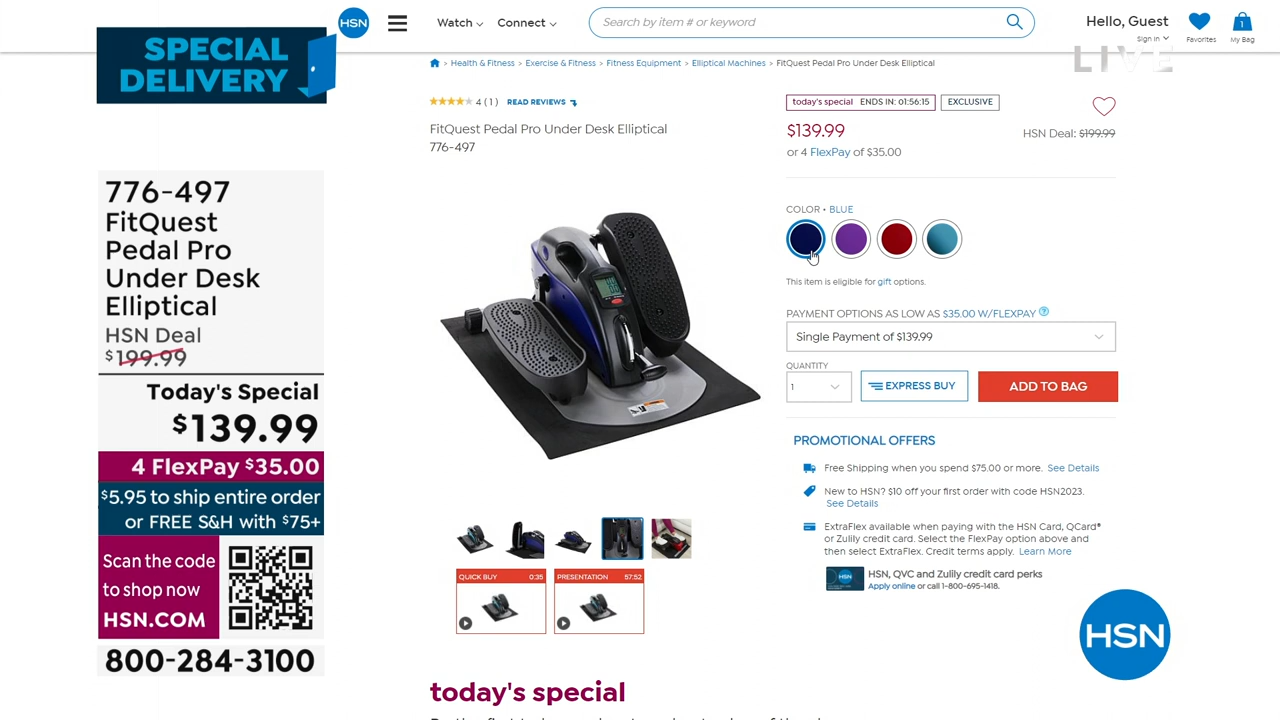 SPECIAL
DELIVERY
776-497
FitQuest
Pedal Pro
Under Desk
Elliptical
HSN Deal
$199.99
Today's Special
$139.99
4 FlexPay $35.00
$5.95 to ship entire order
or FREE S&H with $75+
Scan the code
to shop now
HSN.COM
800-284-3100
HSN
Watch
Connect
Search by item # or keyword
Hello, Guest
Sign in
Favorites
1
My Bag
LIVE
Health & Fitness > Exercise & Fitness > Fitness Equipment > Elliptical Machines > FitQuest Pedal Pro Under Desk Elliptical
4 (1) READ REVIEWS
FitQuest Pedal Pro Under Desk Elliptical
776-497
today's special ENDS IN: 01:56:15
EXCLUSIVE
$139.99
HSN Deal: $199.99
or 4 FlexPay of $35.00
COLOR • BLUE
This item is eligible for gift options.
PAYMENT OPTIONS AS LOW AS $35.00 W/FLEXPAY ?
Single Payment of $139.99
QUANTITY
1
EXPRESS BUY
ADD TO BAG
PROMOTIONAL OFFERS
Free Shipping when you spend $75.00 or more. See Details
New to HSN? $10 off your first order with code HSN2023.
See Details
ExtraFlex available when paying with the HSN Card, QCard®
or Zulily credit card. Select the FlexPay option above and
then select ExtraFlex. Credit terms apply. Learn More
HSN, QVC and Zulily credit card perks
Apply online or call 1-800-695-1418.
QUICK BUY 0:35
PRESENTATION 57:52
HSN
today's special